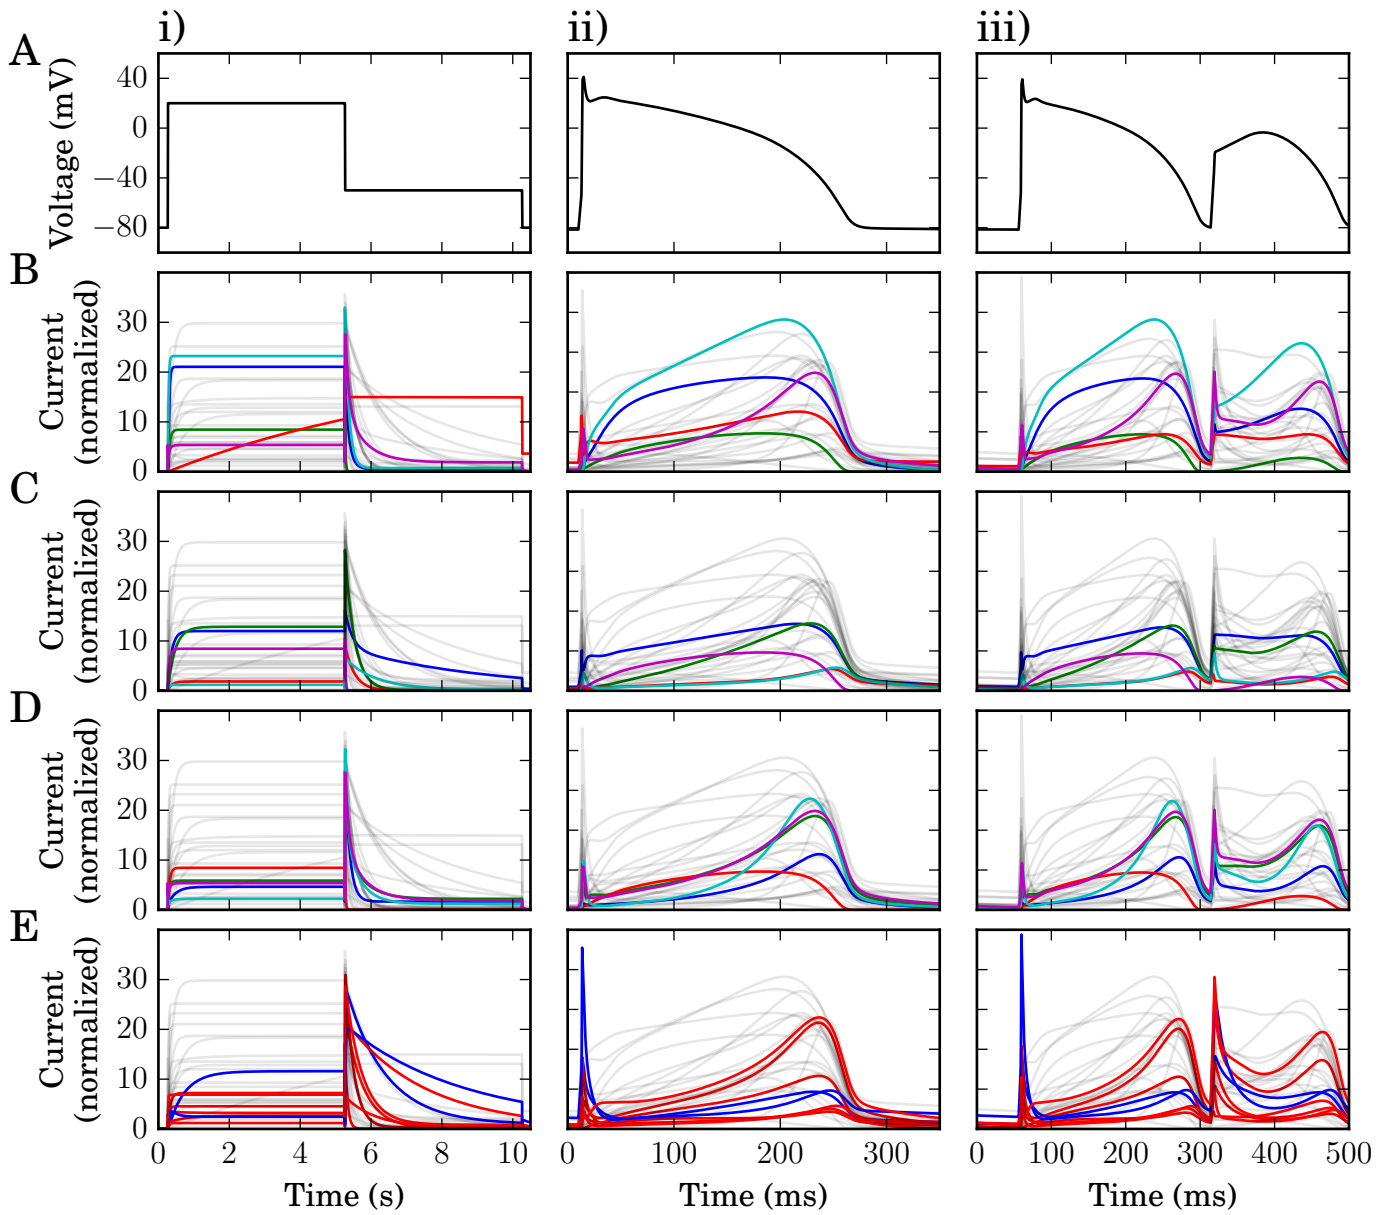 i) ii) iii)
A
Voltage (mV)
40
0
−40
−80
B
Current
(normalized)
30
20
10
0
C
Current
(normalized)
30
20
10
0
D
Current
(normalized)
30
20
10
0
E
Current
(normalized)
30
20
10
0
0 2 4 6 8 10 0 100 200 300 0 100 200 300 400 500
Time (s) Time (ms) Time (ms)